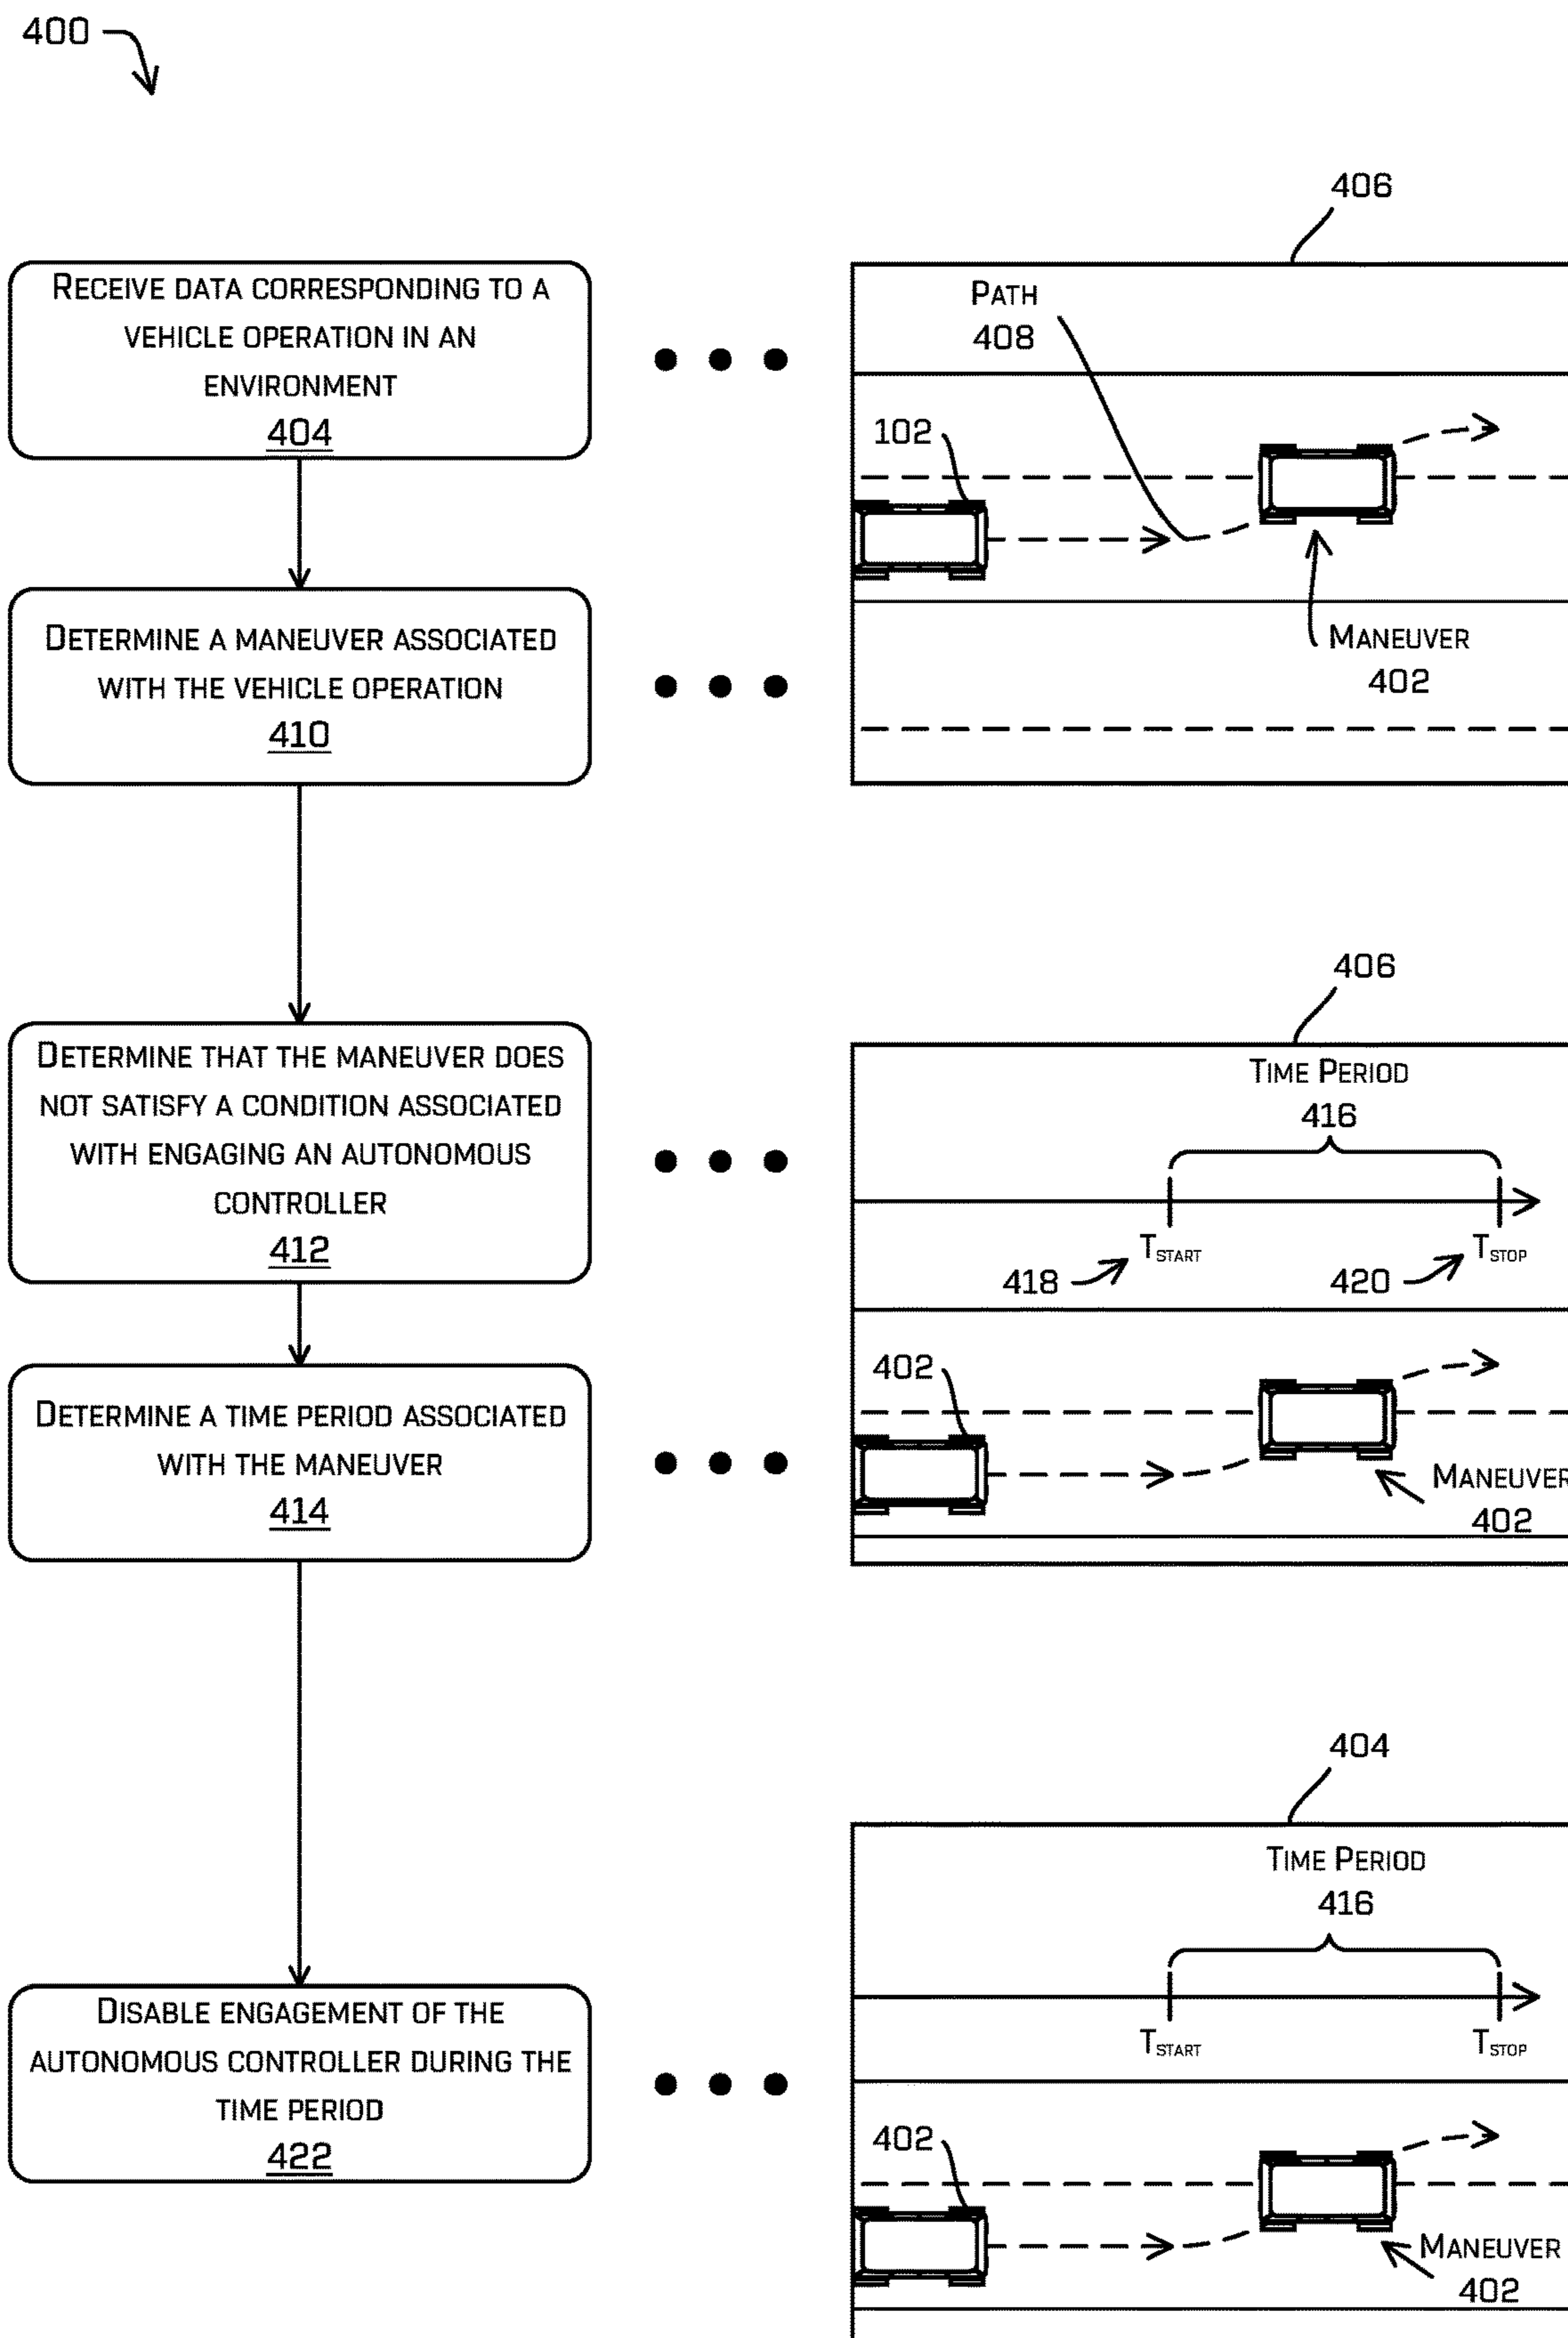 400
406
RECEIVE DATA CORRESPONDING TO A
VEHICLE OPERATION IN AN
ENVIRONMENT
404
PATH
408
102
MANEUVER
402
DETERMINE A MANEUVER ASSOCIATED
WITH THE VEHICLE OPERATION
410
406
DETERMINE THAT THE MANEUVER DOES
NOT SATISFY A CONDITION ASSOCIATED
WITH ENGAGING AN AUTONOMOUS
CONTROLLER
412
TIME PERIOD
416
TSTART
TSTOP
418
420
DETERMINE A TIME PERIOD ASSOCIATED
WITH THE MANEUVER
414
402
MANEUVER
402
404
TIME PERIOD
416
TSTART
TSTOP
DISABLE ENGAGEMENT OF THE
AUTONOMOUS CONTROLLER DURING THE
TIME PERIOD
422
402
MANEUVER
402